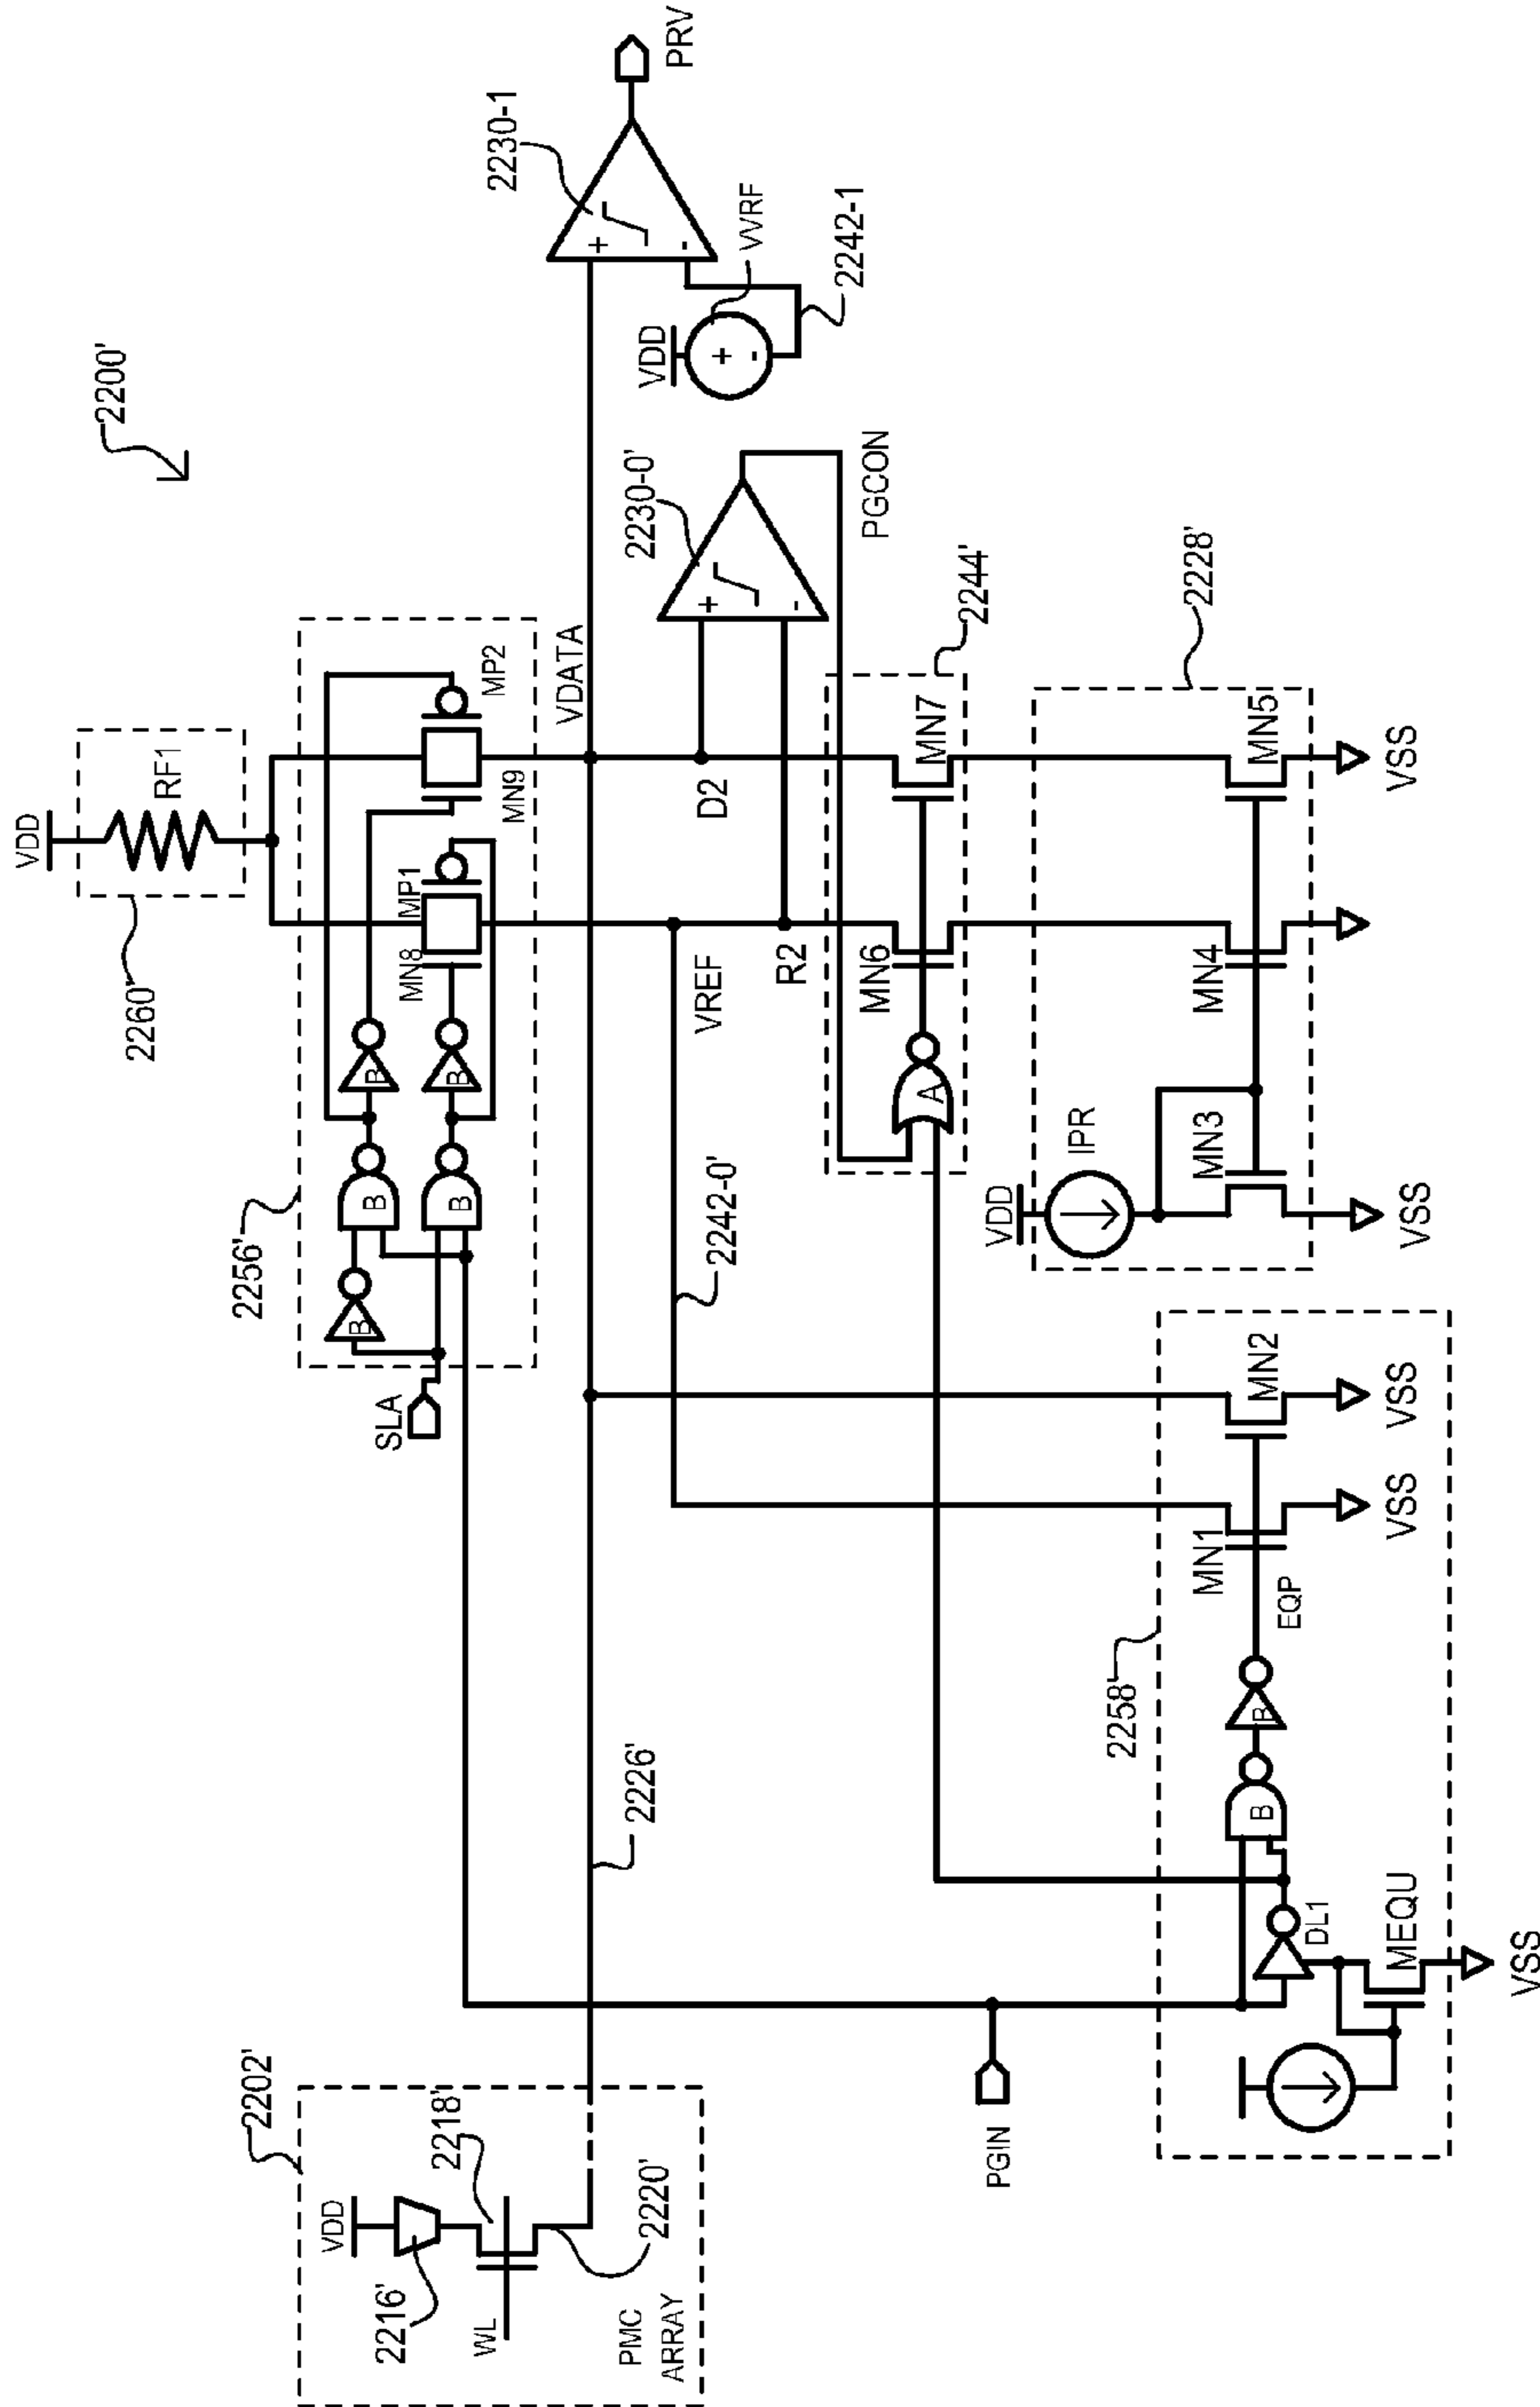 2200'
VDD
RF1
2260'
2256'
SLA
B
B
B
B
B
MN8
MP1
MN9
MP2
VDATA
2230-1
+
-
PRV
VDD
+
-
VVRF
2242-1
2202'
VDD
2216'
2218'
WL
2220'
PMC
ARRAY
2226'
2242-0'
VREF
R2
D2
2230-0'
+
-
PGCON
2244'
A
MN6
MN7
2228'
VDD
IPR
MN3
MN4
MN5
VSS
VSS
PGIN
2258'
DL1
MEQU
VSS
B
B
EQP
MN1
MN2
VSS
VSS